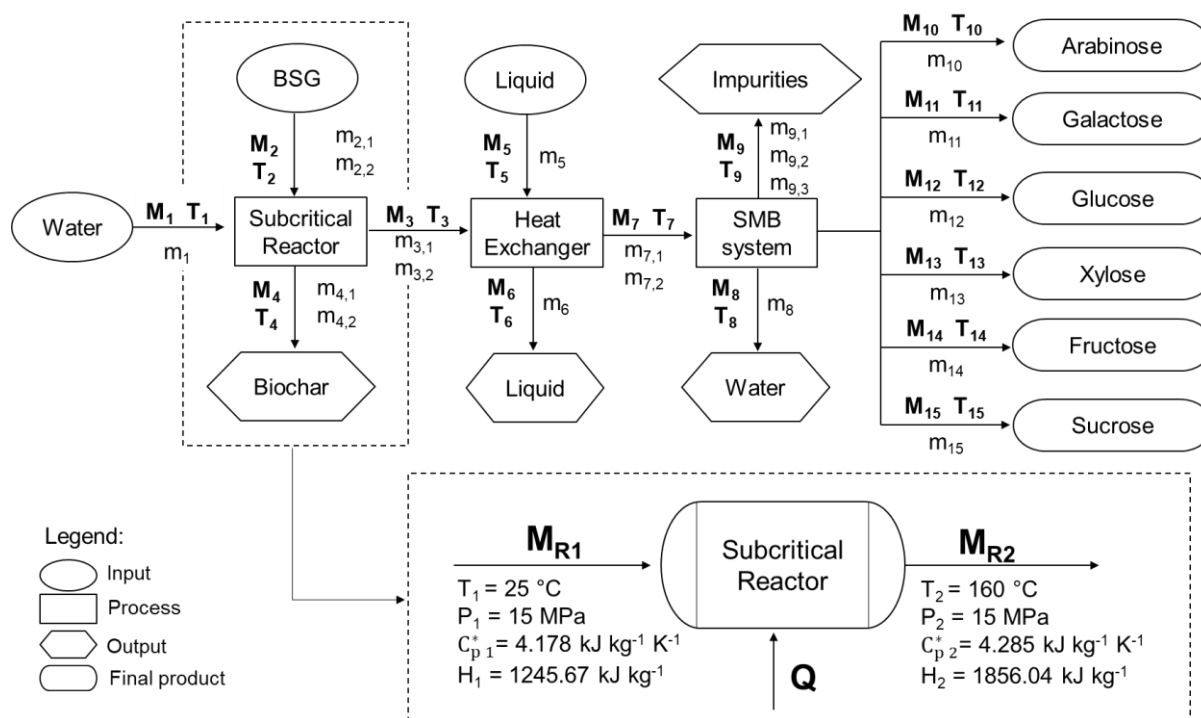 BSG
Liquid
Impurities
M₁₀ T₁₀
m₁₀
Arabinose
M₂
T₂
m₂,₁
m₂,₂
M₅
T₅
m₅
M₉
T₉
m₉,₁
m₉,₂
m₉,₃
M₁₁ T₁₁
m₁₁
Galactose
Water
M₁ T₁
m₁
Subcritical
Reactor
M₃ T₃
m₃,₁
m₃,₂
Heat
Exchanger
M₇ T₇
m₇,₁
m₇,₂
SMB
system
M₁₂ T₁₂
m₁₂
Glucose
M₁₃ T₁₃
m₁₃
Xylose
M₄
T₄
m₄,₁
m₄,₂
M₆
T₆
m₆
M₈
T₈
m₈
M₁₄ T₁₄
m₁₄
Fructose
Biochar
Liquid
Water
M₁₅ T₁₅
m₁₅
Sucrose
Legend:
Input
Process
Output
Final product
M_R1
T₁ = 25 °C
P₁ = 15 MPa
C*p 1 = 4.178 kJ kg⁻¹ K⁻¹
H₁ = 1245.67 kJ kg⁻¹
Subcritical
Reactor
Q
M_R2
T₂ = 160 °C
P₂ = 15 MPa
C*p 2 = 4.285 kJ kg⁻¹ K⁻¹
H₂ = 1856.04 kJ kg⁻¹